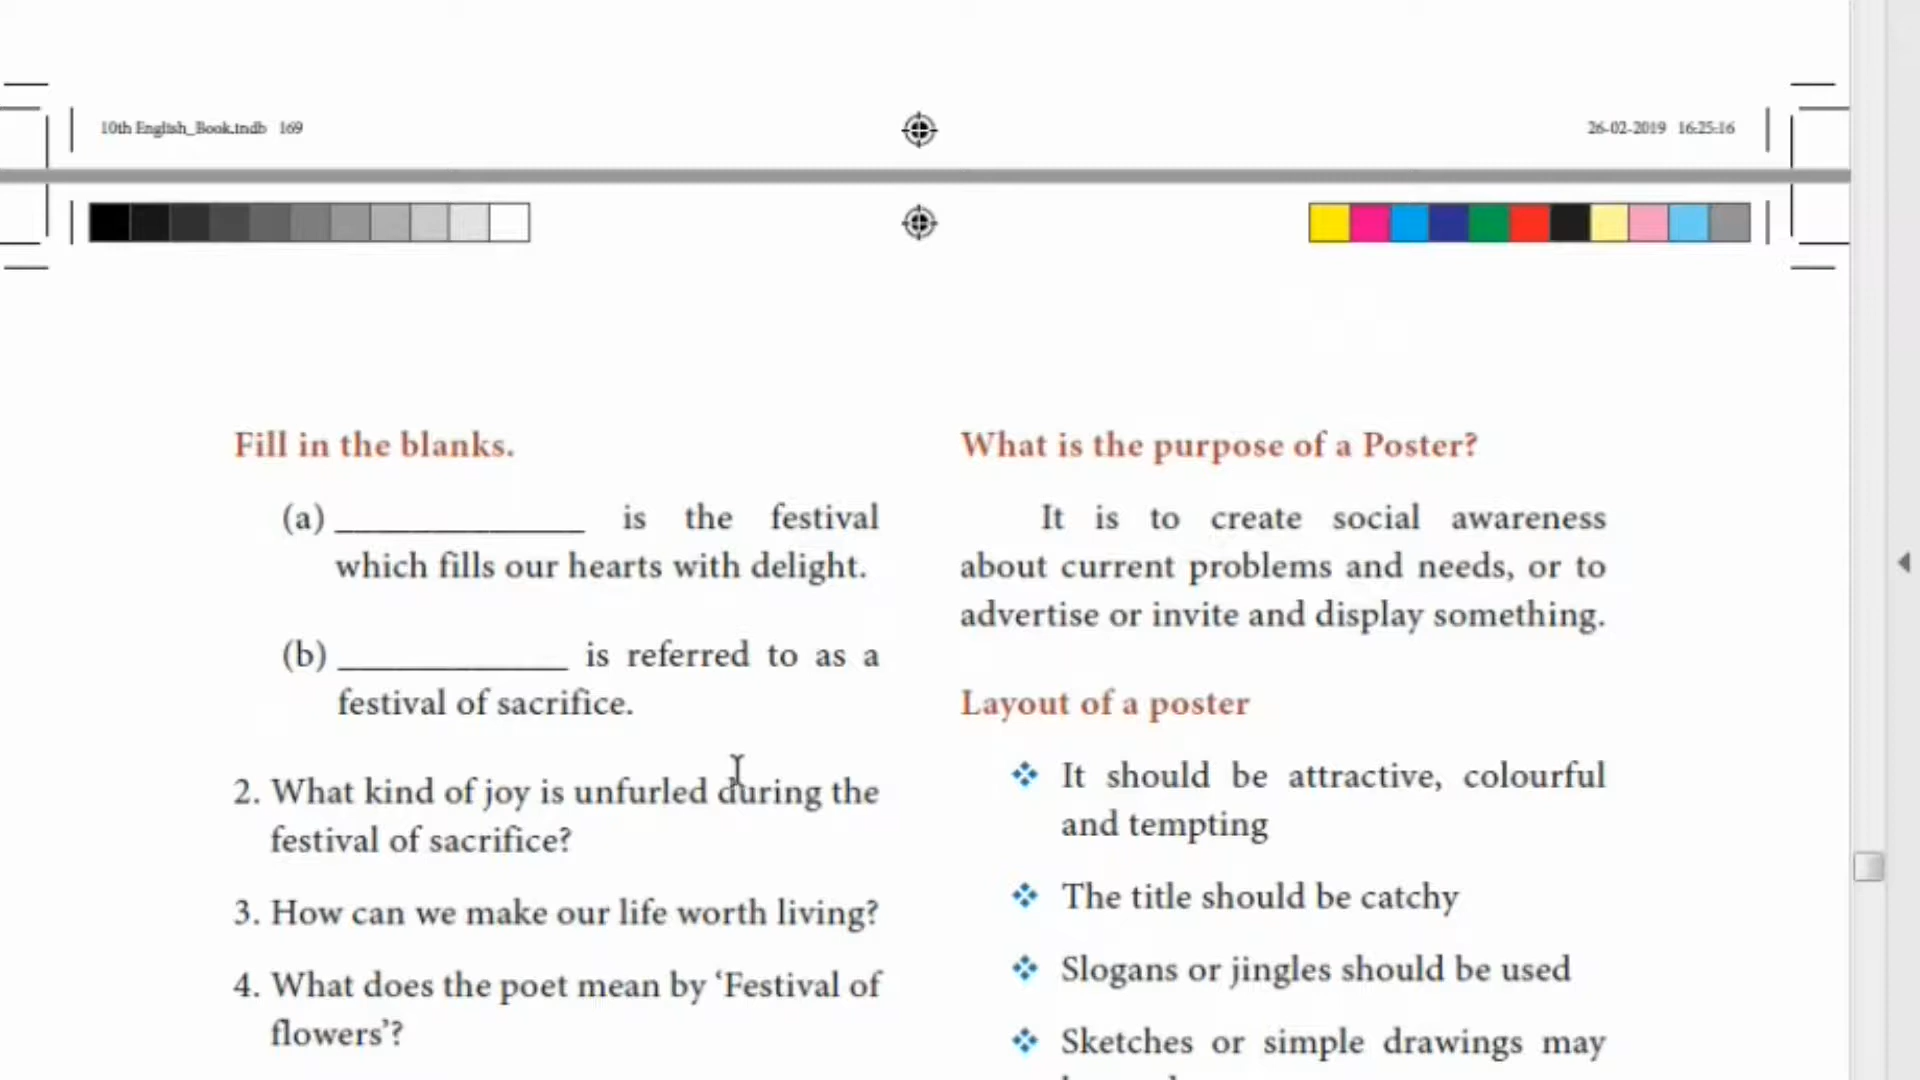 10th English_Book.indb 169
26-02-2019 16:25:16
Fill in the blanks.
(a) _____________ is the festival
which fills our hearts with delight.
(b) ____________ is referred to as a
festival of sacrifice.
2. What kind of joy is unfurled during the
festival of sacrifice?
3. How can we make our life worth living?
4. What does the poet mean by ‘Festival of
flowers’?
What is the purpose of a Poster?
It is to create social awareness
about current problems and needs, or to
advertise or invite and display something.
Layout of a poster
❖ It should be attractive, colourful
and tempting
❖ The title should be catchy
❖ Slogans or jingles should be used
❖ Sketches or simple drawings may